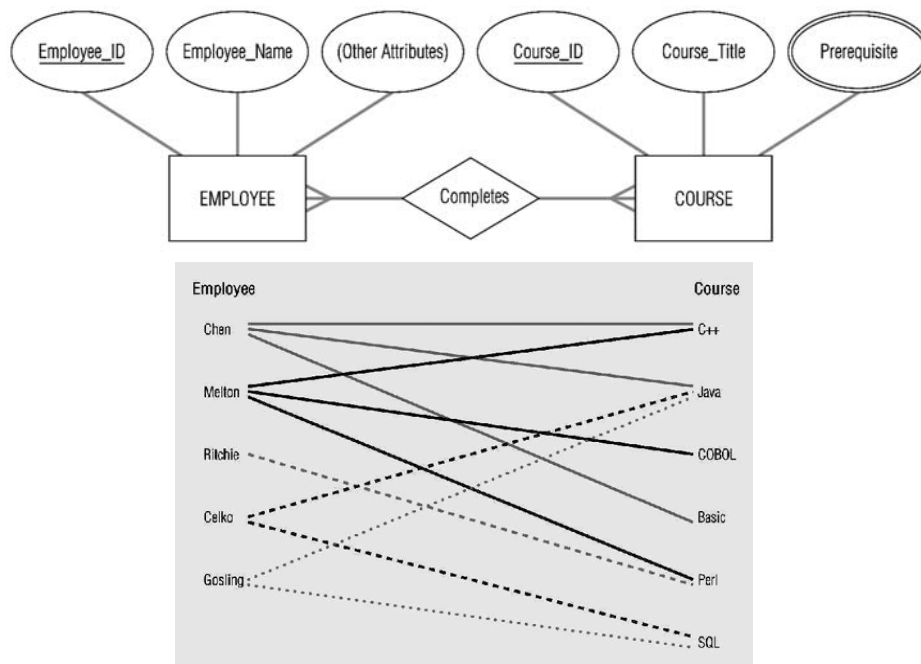 Employee_ID Employee_Name (Other Attributes) Course_ID Course_Title Prerequisite
EMPLOYEE Completes COURSE
Employee Course
Chen C++
Melton Java
Ritchie COBOL
Celko Basic
Gosling Perl
SQL